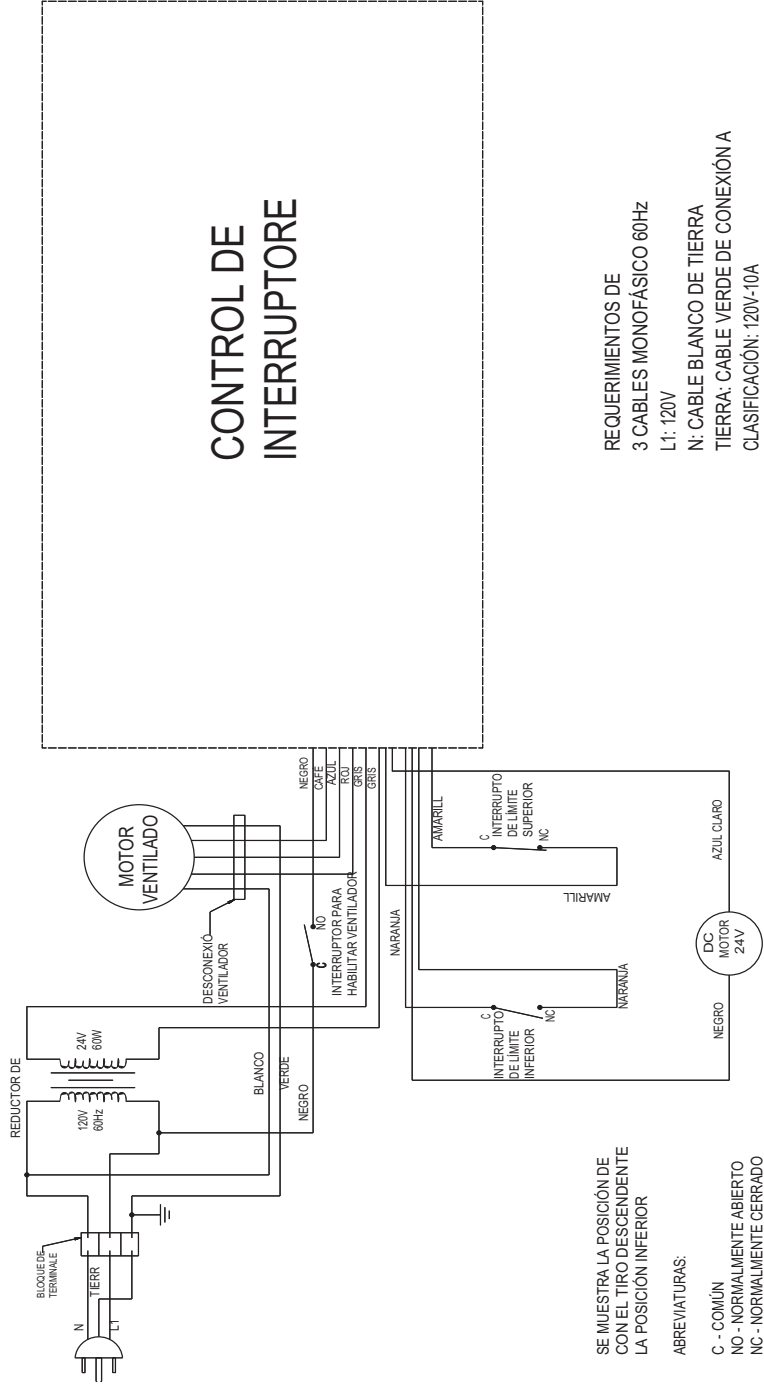 CONTROL DE
INTERRUPTORE
REDUCTOR DE
120V
60Hz
24V
60W
BLOQUE DE
TERMINALE
N
TIERR
L1
MOTOR
VENTILADO
DESCONEXIÓ
VENTILADOR
BLANCO
VERDE
NEGRO
C
NO
INTERRUPTOR PARA
HABILITAR VENTILADOR
NEGRO
CAFE
AZUL
ROJ
GRIS
GRIS
NARANJA
AMARILL
C
INTERRUPTO
DE LÍMITE
INFERIOR
NC
NARANJA
C
INTERRUPTO
DE LÍMITE
SUPERIOR
NC
AMARILL
NEGRO
DC
MOTOR
24V
AZUL CLARO
SE MUESTRA LA POSICIÓN DE
CON EL TIRO DESCENDENTE
LA POSICIÓN INFERIOR
ABREVIATURAS:
C - COMÚN
NO - NORMALMENTE ABIERTO
NC - NORMALMENTE CERRADO
REQUERIMIENTOS DE
3 CABLES MONOFÁSICO 60Hz
L1: 120V
N: CABLE BLANCO DE TIERRA
TIERRA: CABLE VERDE DE CONEXIÓN A
CLASIFICACIÓN: 120V-10A